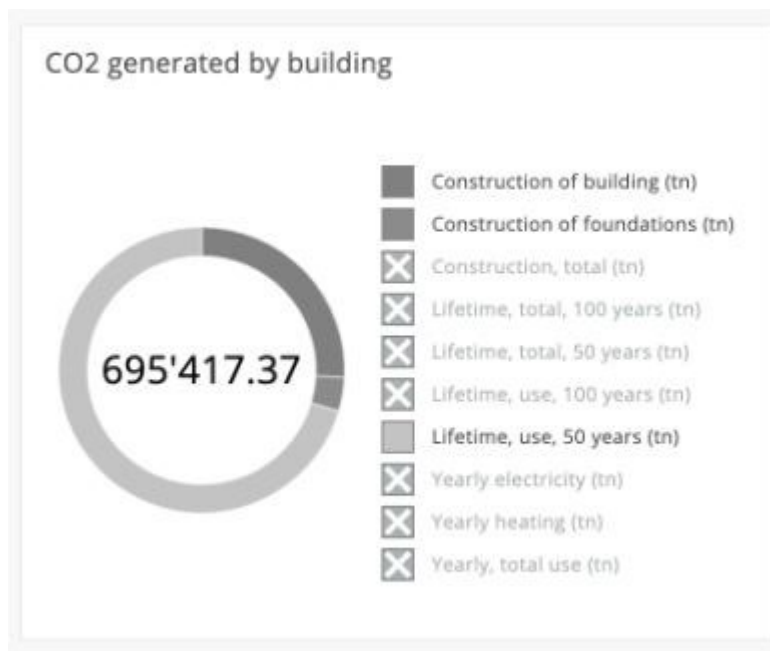 CO2 generated by building
Construction of building (tn)
Construction of foundations (tn)
Construction, total (tn)
Lifetime, total, 100 years (tn)
Lifetime, total, 50 years (tn)
Lifetime, use, 100 years (tn)
Lifetime, use, 50 years (tn)
Yearly electricity (tn)
Yearly heating (tn)
Yearly, total use (tn)
695'417.37